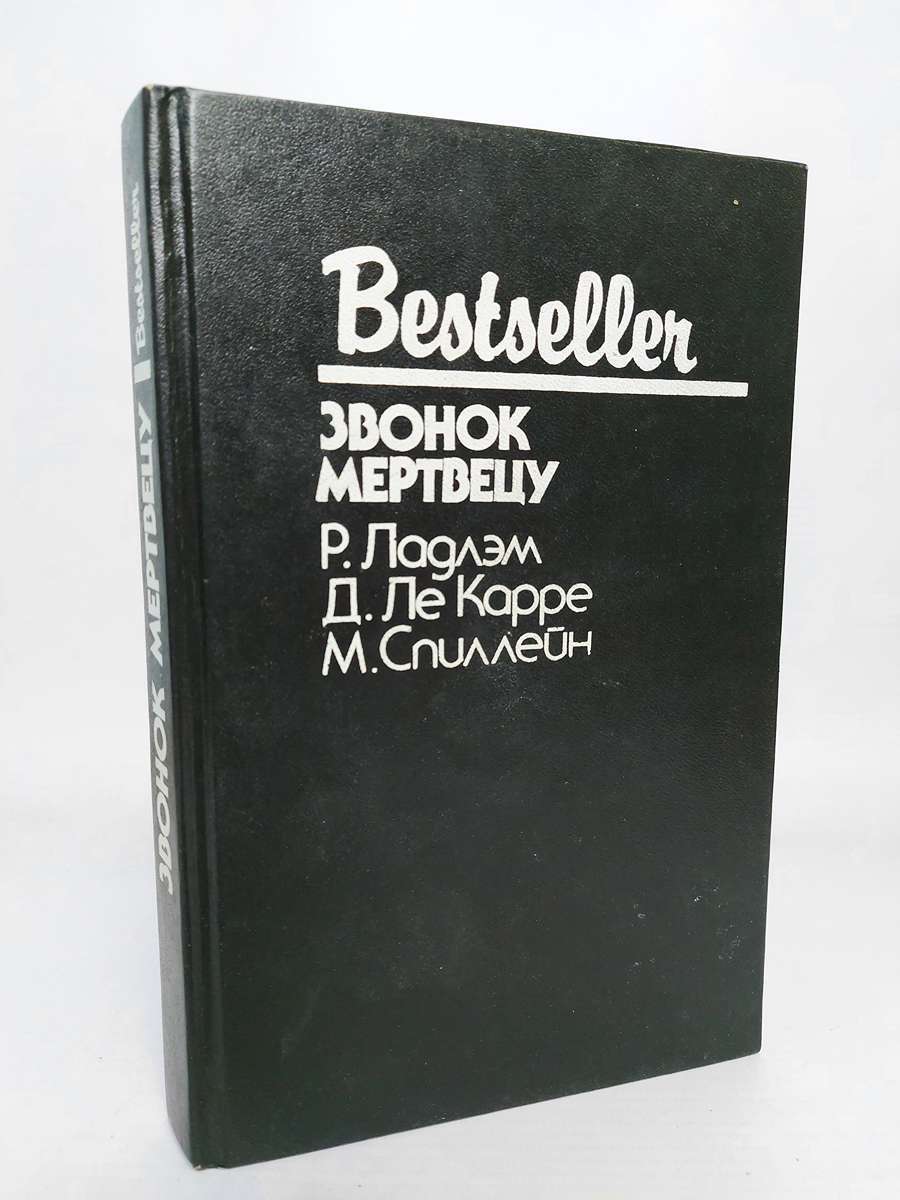 Bestseller
ЗВОНОК
МЕРТВЕЦУ
Р. Ладлэм
Д. Ле Карре
М. Спиллейн
ЗВОНОК МЕРТВЕЦУ Bestseller